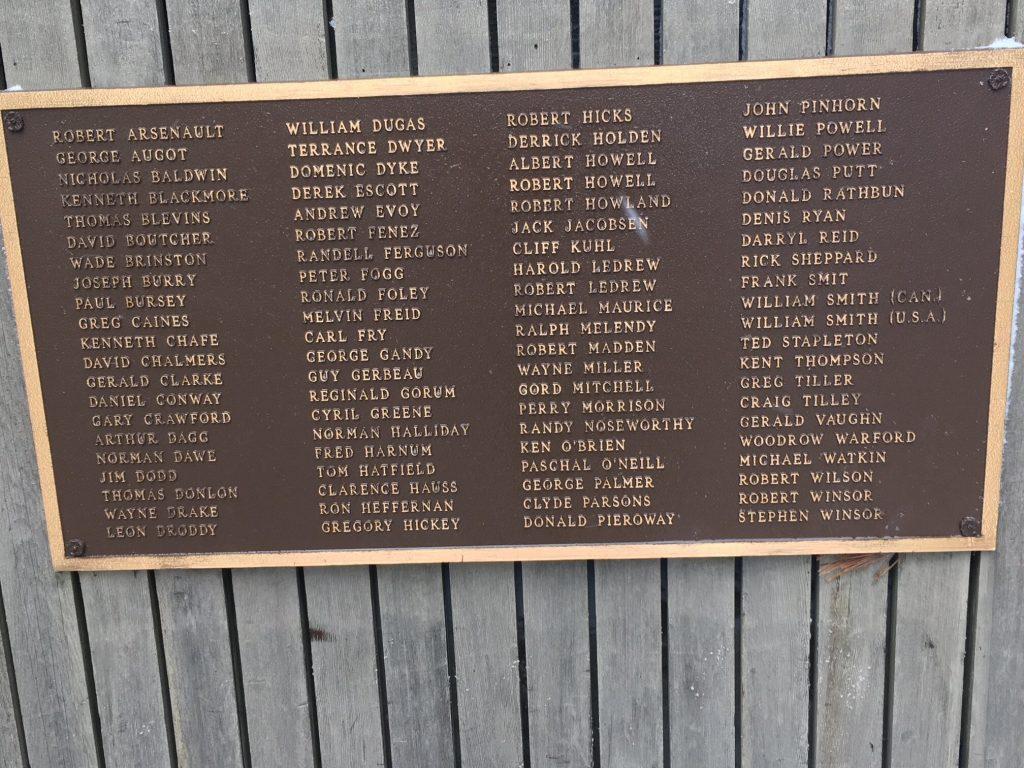 ROBERT ARSENAULT
GEORGE AUGOT
NICHOLAS BALDWIN
KENNETH BLACKMORE
THOMAS BLEVINS
DAVID BOUTCHER
WADE BRINSTON
JOSEPH BURRY
PAUL BURSEY
GREG CAINES
KENNETH CHAFE
DAVID CHALMERS
GERALD CLARKE
DANIEL CONWAY
GARY CRAWFORD
ARTHUR DAGG
NORMAN DAWE
JIM DODD
THOMAS DONLON
WAYNE DRAKE
LEON DRODDY
WILLIAM DUGAS
TERRANCE DWYER
DOMENIC DYKE
DEREK ESCOTT
ANDREW EVOY
ROBERT FENEZ
RANDELL FERGUSON
PETER FOGG
RONALD FOLEY
MELVIN FREID
CARL FRY
GEORGE GANDY
GUY GERBEAU
REGINALD GORUM
CYRIL GREENE
NORMAN HALLIDAY
FRED HARNUM
TOM HATFIELD
CLARENCE HAUSS
RON HEFFERNAN
GREGORY HICKEY
ROBERT HICKS
DERRICK HOLDEN
ALBERT HOWELL
ROBERT HOWELL
ROBERT HOWLAND
JACK JACOBSEN
CLIFF KUHL
HAROLD LEDREW
ROBERT LEDREW
MICHAEL MAURICE
RALPH MELENDY
ROBERT MADDEN
WAYNE MILLER
GORD MITCHELL
PERRY MORRISON
RANDY NOSEWORTHY
KEN O'BRIEN
PASCHAL O'NEILL
GEORGE PALMER
CLYDE PARSONS
DONALD PIEROWAY
JOHN PINHORN
WILLIE POWELL
GERALD POWER
DOUGLAS PUTT
DONALD RATHBUN
DENIS RYAN
DARRYL REID
RICK SHEPPARD
FRANK SMIT
WILLIAM SMITH (CAN.)
WILLIAM SMITH (U.S.A.)
TED STAPLETON
KENT THOMPSON
GREG TILLER
CRAIG TILLEY
GERALD VAUGHN
WOODROW WARFORD
MICHAEL WATKIN
ROBERT WILSON
ROBERT WINSOR
STEPHEN WINSOR